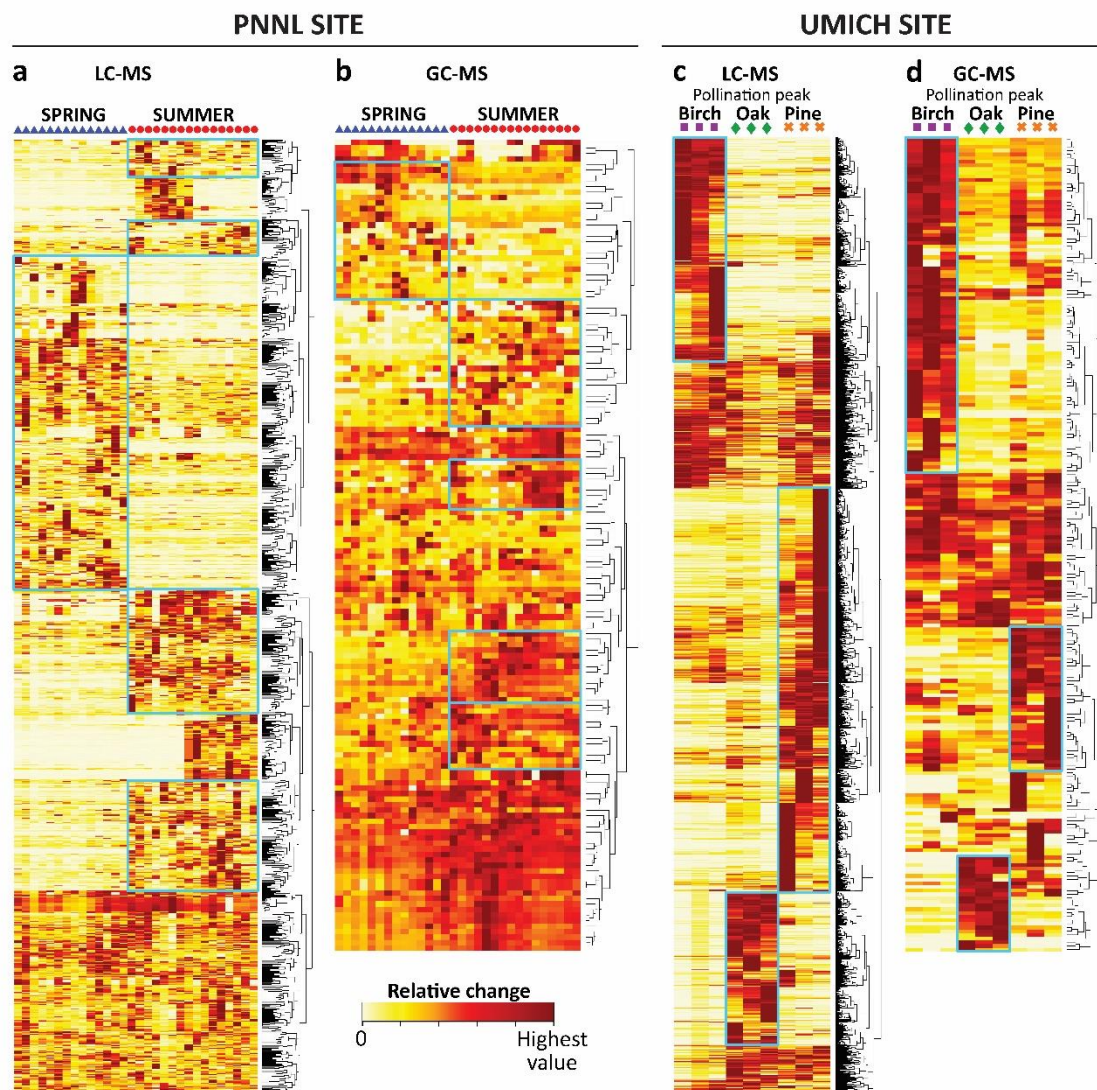 PNNL SITE
UMICH SITE
a
LC-MS
b
GC-MS
c
LC-MS
d
GC-MS
Pollination peak
Pollination peak
SPRING
SUMMER
SPRING
SUMMER
Birch
Oak
Pine
Birch
Oak
Pine
Relative change
0
Highest
value